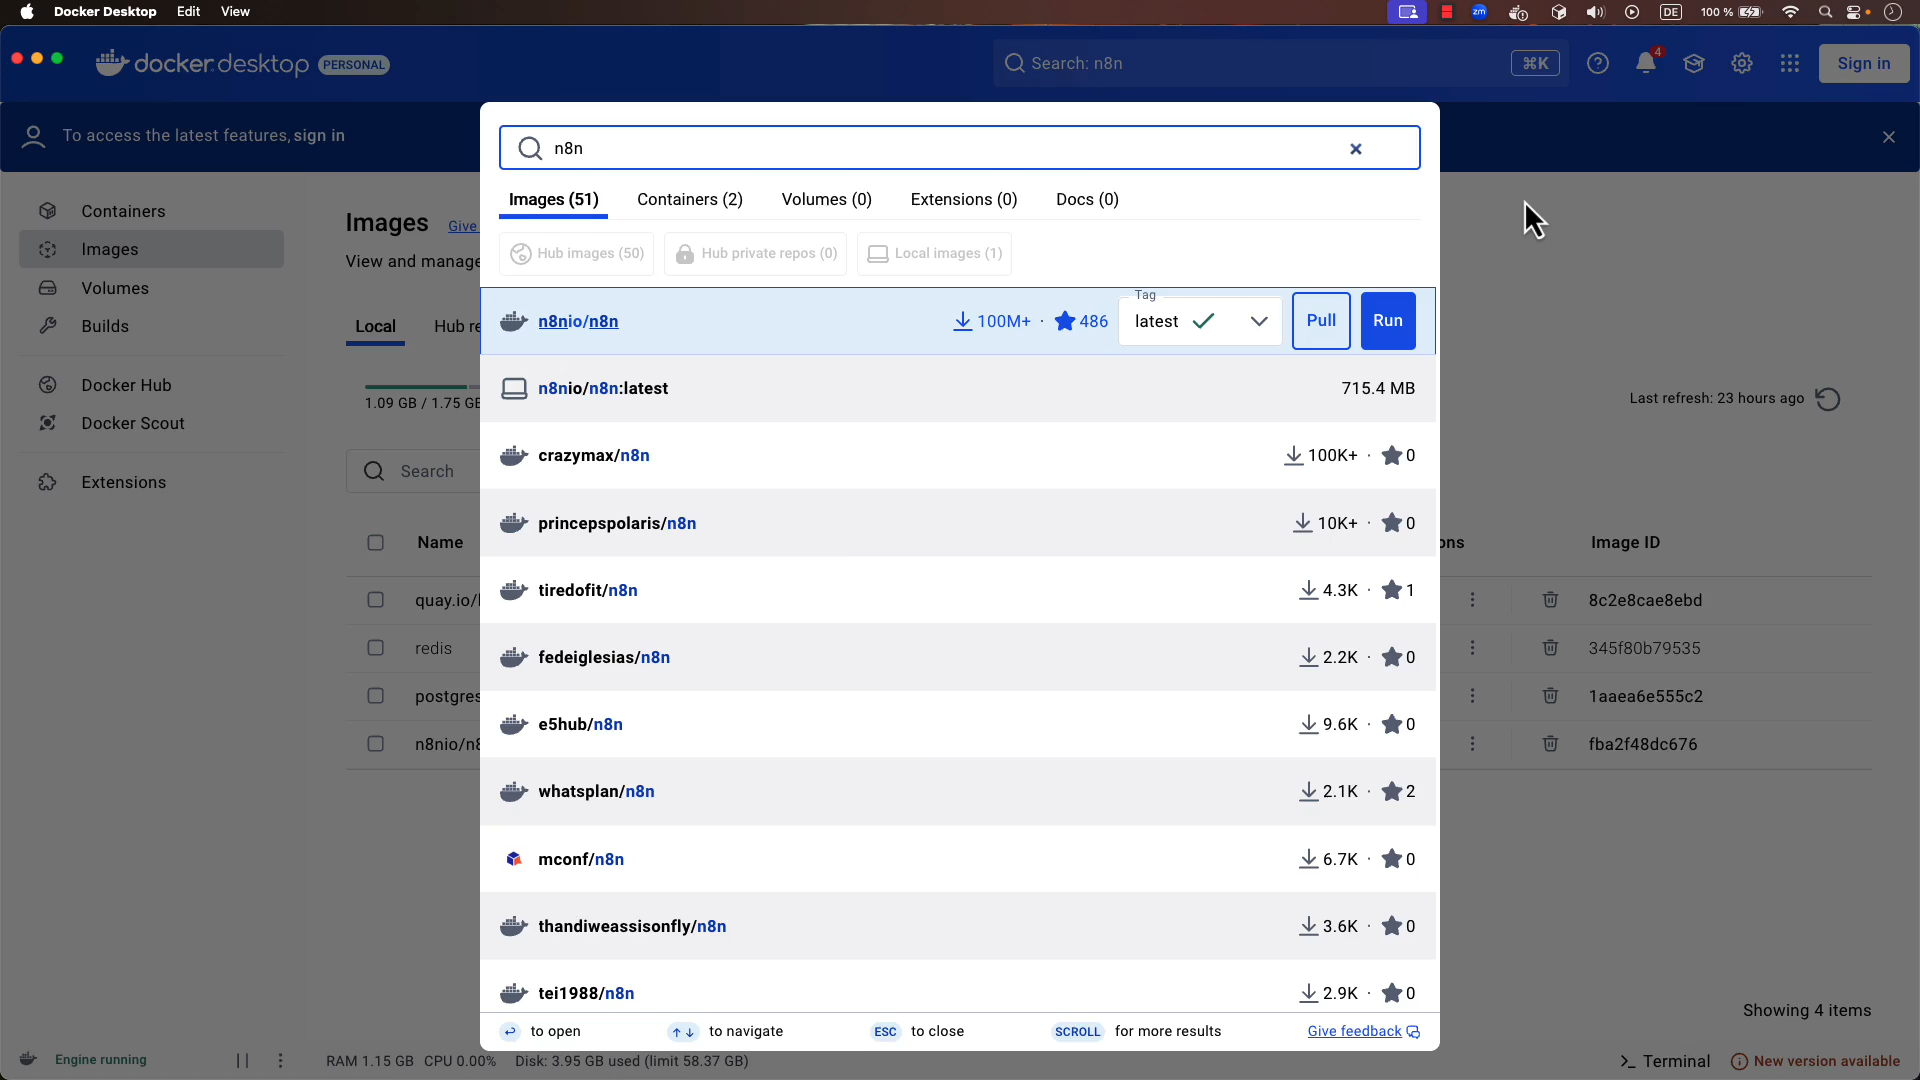 Docker Desktop Edit View
zm DE 100 %
docker desktop PERSONAL
Search: n8n ⌘K 4 Sign in
To access the latest features, sign in
Containers
Images
Volumes
Builds
Docker Hub
Docker Scout
Extensions
Images Give
View and manage
Local Hub re
1.09 GB / 1.75 GB
Last refresh: 23 hours ago
Search
Name ons Image ID
quay.io/ 8c2e8cae8ebd
redis 345f80b79535
postgres 1aaea6e555c2
n8nio/n8 fba2f48dc676
Showing 4 items
n8n
Images (51) Containers (2) Volumes (0) Extensions (0) Docs (0)
Hub images (50) Hub private repos (0) Local images (1)
Tag
n8nio/n8n 100M+ · 486 latest Pull Run
n8nio/n8n:latest 715.4 MB
crazymax/n8n 100K+ · 0
princepspolaris/n8n 10K+ · 0
tiredofit/n8n 4.3K · 1
fedeiglesias/n8n 2.2K · 0
e5hub/n8n 9.6K · 0
whatsplan/n8n 2.1K · 2
mconf/n8n 6.7K · 0
thandiweassisonfly/n8n 3.6K · 0
tei1988/n8n 2.9K · 0
to open to navigate ESC to close SCROLL for more results Give feedback
Engine running RAM 1.15 GB CPU 0.00% Disk: 3.95 GB used (limit 58.37 GB) Terminal New version available